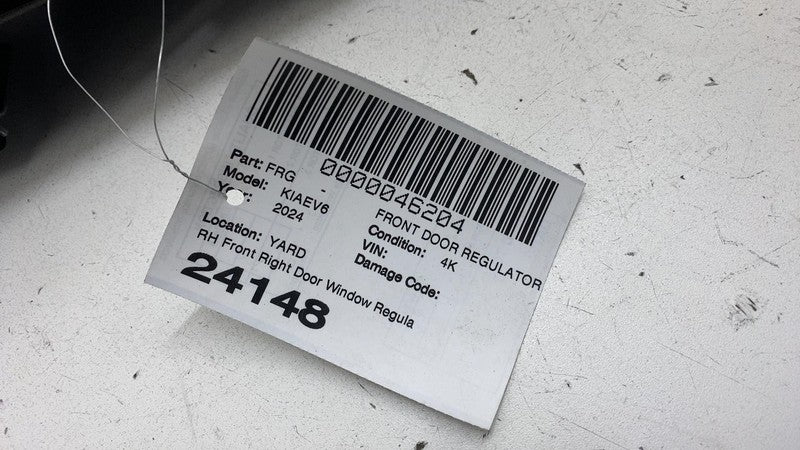 0000046204
Part: FRG -
FRONT DOOR REGULATOR
Model: KIAEV6
Condition: 4K
Year: 2024
VIN:
Damage Code:
Location: YARD
RH Front Right Door Window Regula
24148